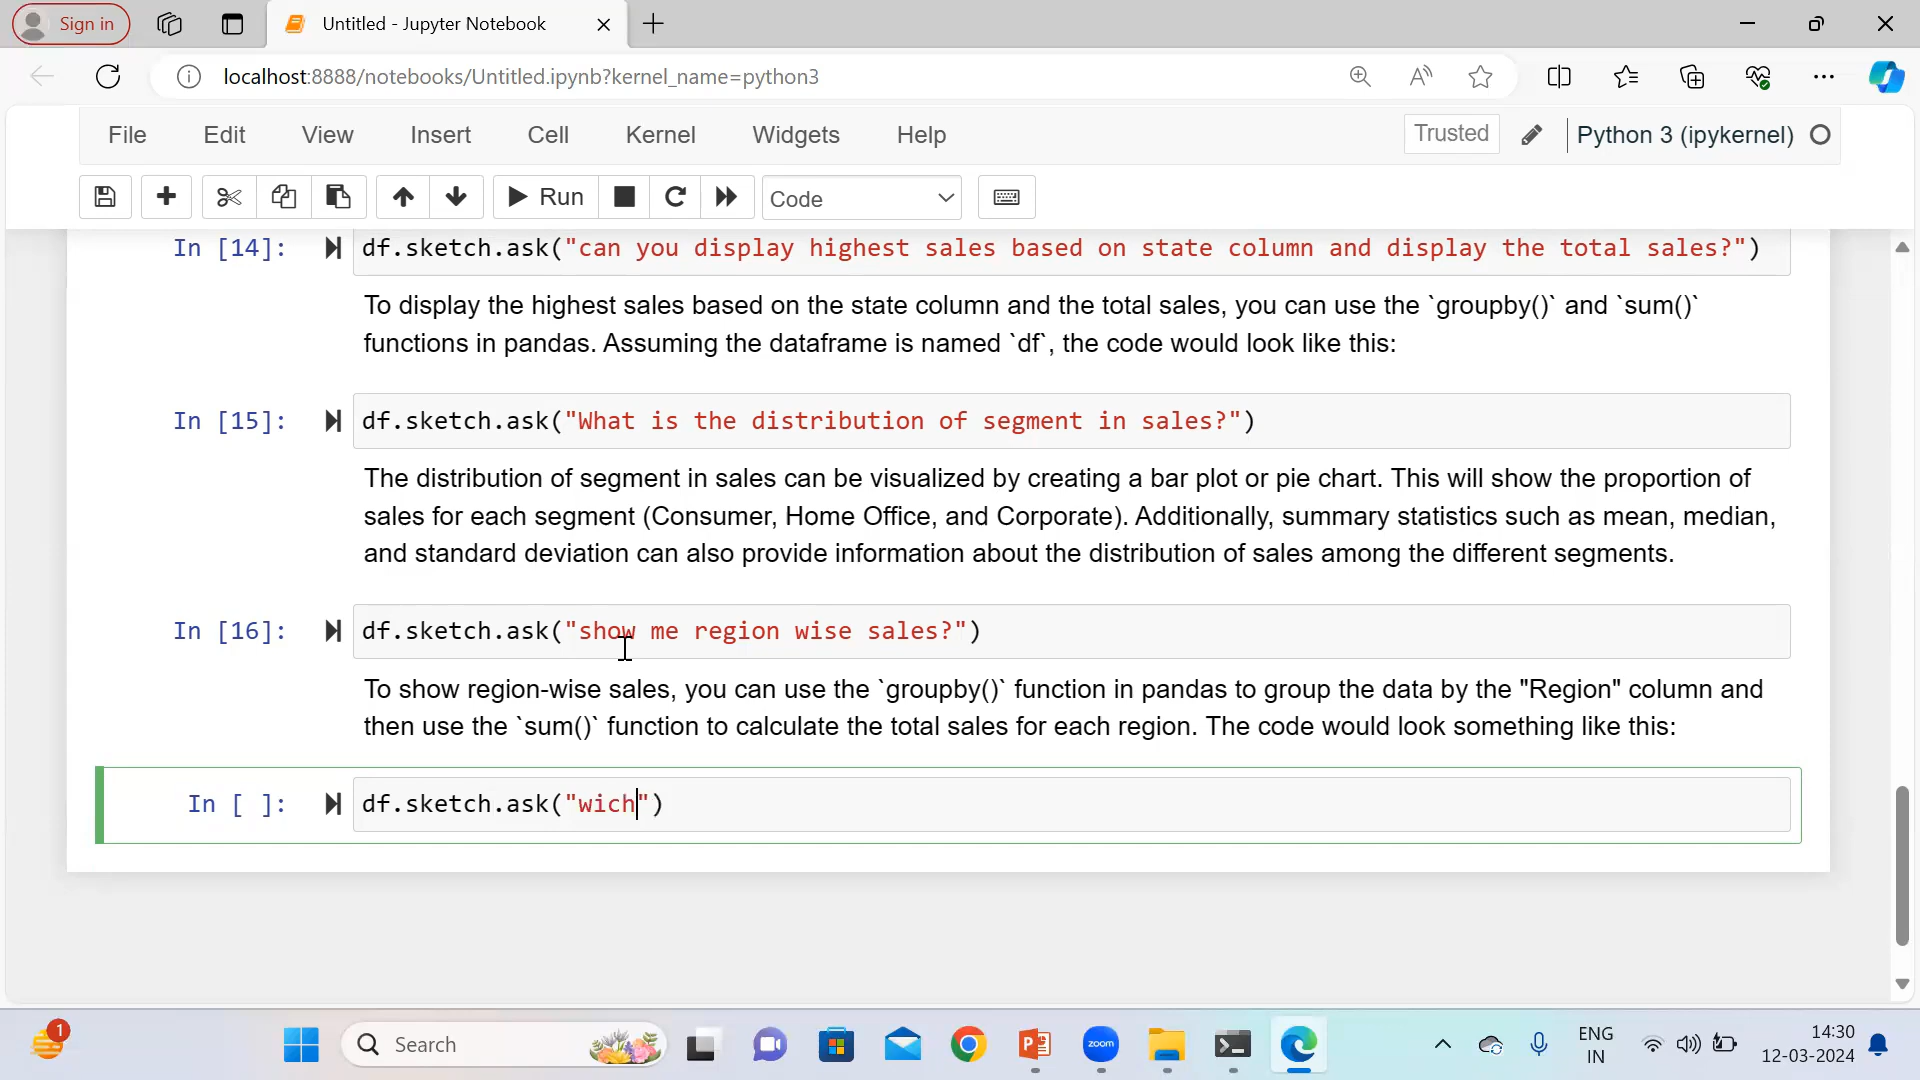 Sign in
Untitled - Jupyter Notebook
localhost:8888/notebooks/Untitled.ipynb?kernel_name=python3
File Edit View Insert Cell Kernel Widgets Help Trusted Python 3 (ipykernel)
Run Code
In [14]: df.sketch.ask("can you display highest sales based on state column and display the total sales?")
To display the highest sales based on the state column and the total sales, you can use the `groupby()` and `sum()`
functions in pandas. Assuming the dataframe is named `df`, the code would look like this:
In [15]: df.sketch.ask("What is the distribution of segment in sales?")
The distribution of segment in sales can be visualized by creating a bar plot or pie chart. This will show the proportion of
sales for each segment (Consumer, Home Office, and Corporate). Additionally, summary statistics such as mean, median,
and standard deviation can also provide information about the distribution of sales among the different segments.
In [16]: df.sketch.ask("show me region wise sales?")
To show region-wise sales, you can use the `groupby()` function in pandas to group the data by the "Region" column and
then use the `sum()` function to calculate the total sales for each region. The code would look something like this:
In [ ]: df.sketch.ask("wich")
1
Search
zoom
ENG
IN
14:30
12-03-2024